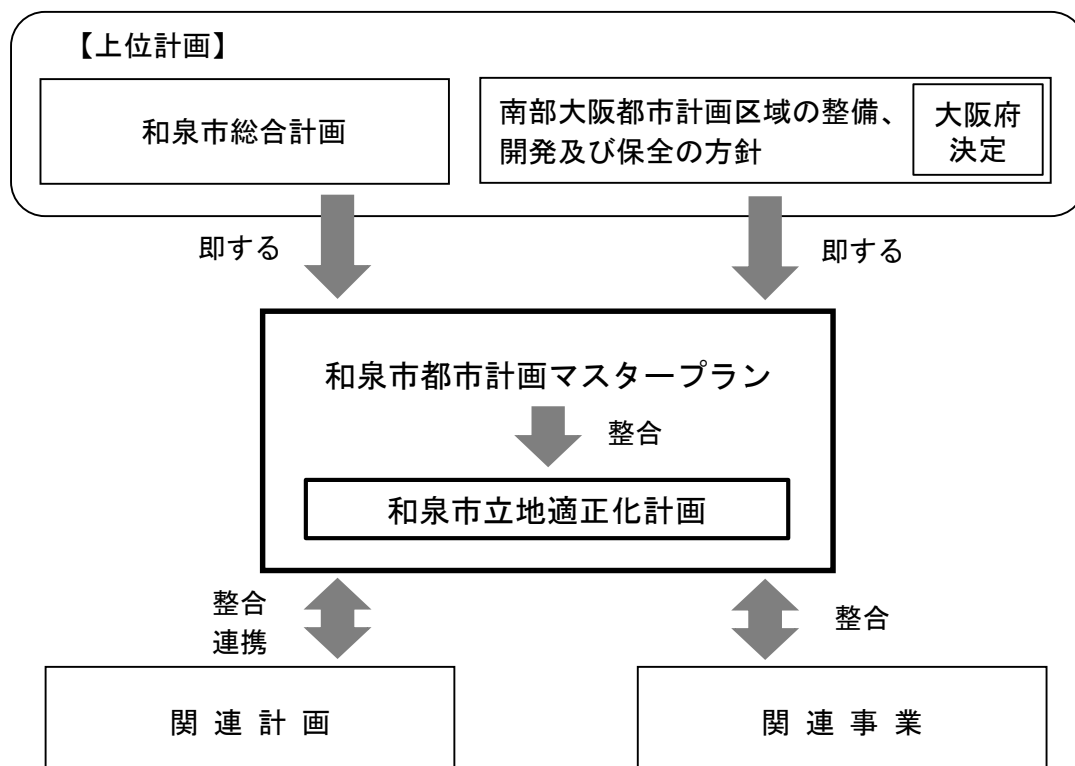 【上位計画】
和泉市総合計画
南部大阪都市計画区域の整備、
開発及び保全の方針
大阪府
決定
即する
即する
和泉市都市計画マスタープラン
整合
和泉市立地適正化計画
整合
連携
整合
関連計画
関連事業